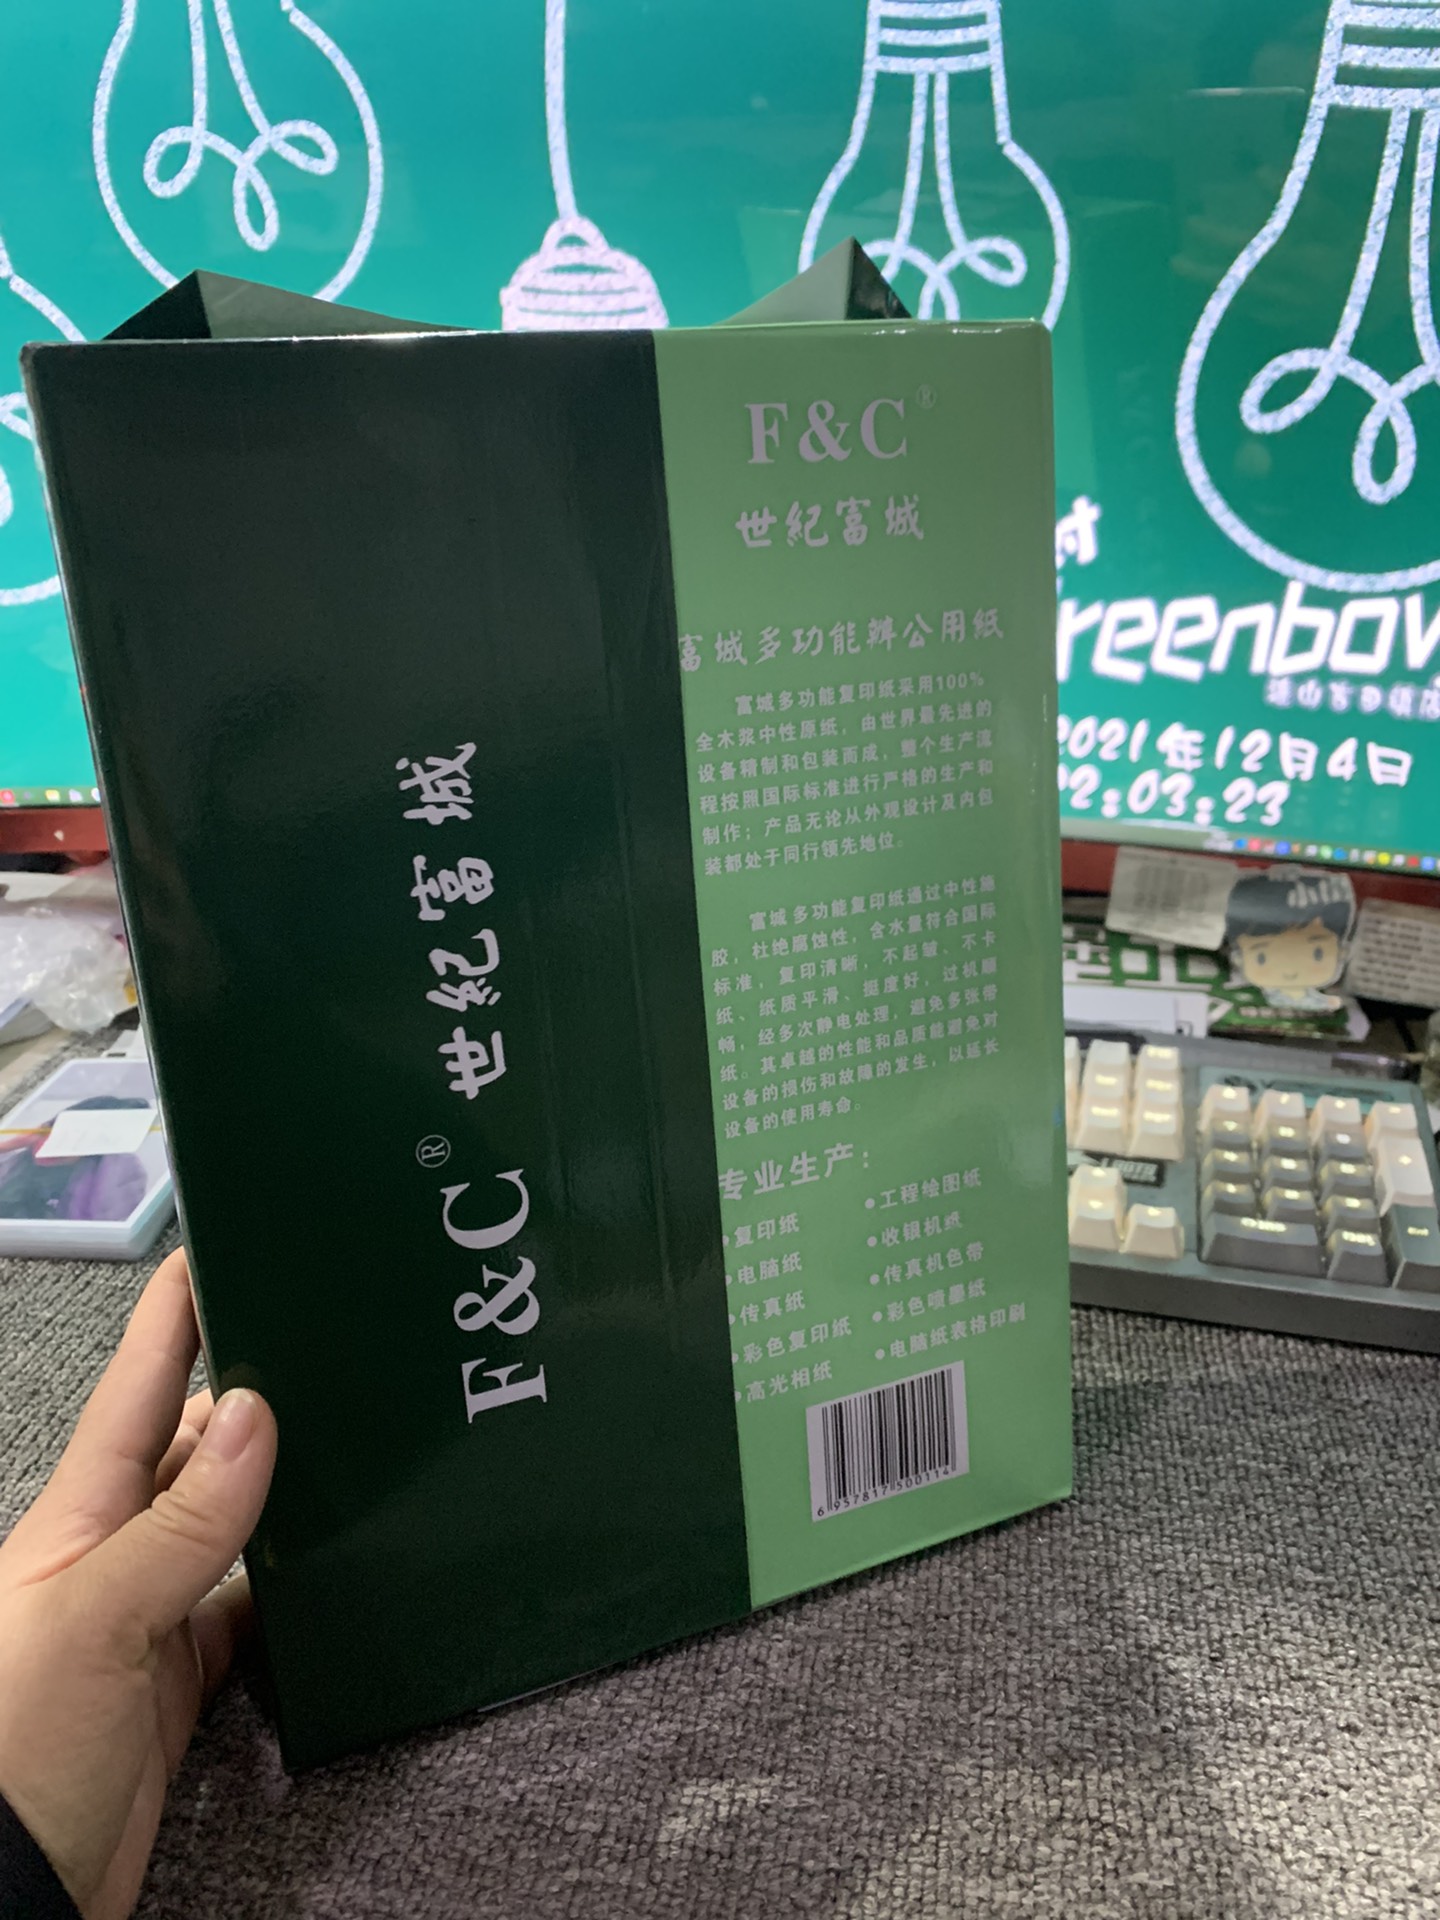 F&C®
世紀富城
富城多功能辦公用紙
富城多功能复印纸采用100%
全木浆中性原纸，由世界最先进的
设备精制和包装而成，整个生产流
程按照国际标准进行严格的生产和
制作；产品无论从外观设计及内包
装都处于同行领先地位。
富城多功能复印纸通过中性施
胶，杜绝腐蚀性，含水量符合国际
标准，复印清晰，不起皱、不卡
纸、纸质平滑、挺度好，过机顺
畅，经多次静电处理，避免多张带
纸。其卓越的性能和品质能避免对
设备的损伤和故障的发生，以延长
设备的使用寿命。
专业生产：
●复印纸 ●工程绘图纸
●电脑纸 ●收银机纸
●传真纸 ●传真机色带
●彩色复印纸 ●彩色喷墨纸
●高光相纸 ●电脑纸表格印刷
6 957817 500114
F&C® 世紀富城
reenbow
2021年12月4日
2:03:23